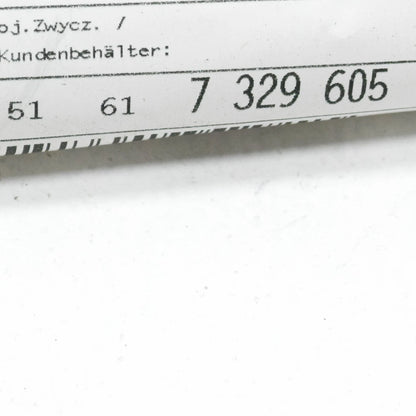 oj.Zwycz. /
Kundenbehälter:
51 61 7 329 605